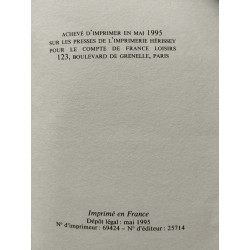 ACHEVÉ D'IMPRIMER EN MAI 1995
SUR LES PRESSES DE L'IMPRIMERIE HÉRISSEY
POUR LE COMPTE DE FRANCE LOISIRS
123, BOULEVARD DE GRENELLE, PARIS
Imprimé en France
Dépôt légal : mai 1995
N° d'imprimeur : 69424 – N° d'éditeur : 25714